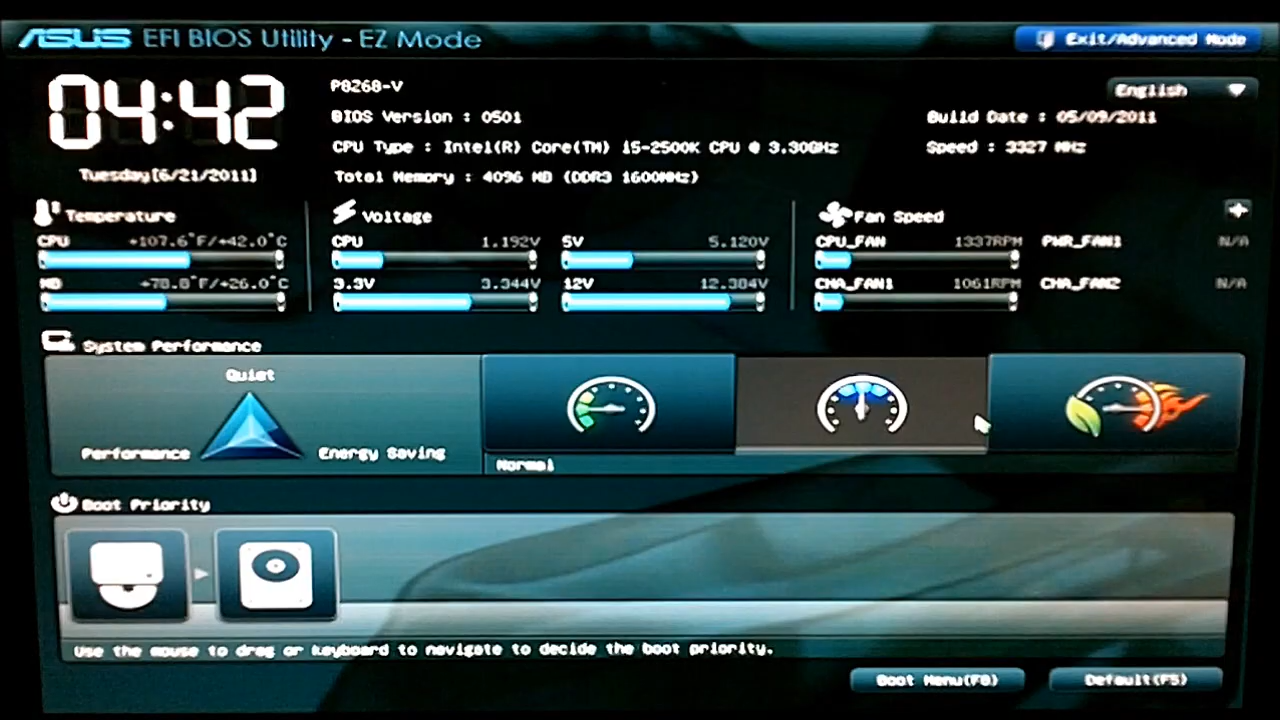 ASUS EFI BIOS Utility - EZ Mode
Exit/Advanced Mode
04:42
Tuesday[6/21/2011]
P8Z68-V
English
BIOS Version : 0501
Build Date : 05/09/2011
CPU Type : Intel(R) Core(TM) i5-2500K CPU @ 3.30GHz
Speed : 3327 MHz
Total Memory : 4096 MB (DDR3 1600MHz)
Temperature
Voltage
Fan Speed
CPU +107.6°F/+42.0°C
CPU 1.192V
5V 5.120V
CPU_FAN 1337RPM
PWR_FAN1 N/A
MB +78.8°F/+26.0°C
3.3V 3.344V
12V 12.384V
CHA_FAN1 1061RPM
CHA_FAN2 N/A
System Performance
Quiet
Performance
Energy Saving
Normal
Boot Priority
Use the mouse to drag or keyboard to navigate to decide the boot priority.
Boot Menu(F8)
Default(F5)